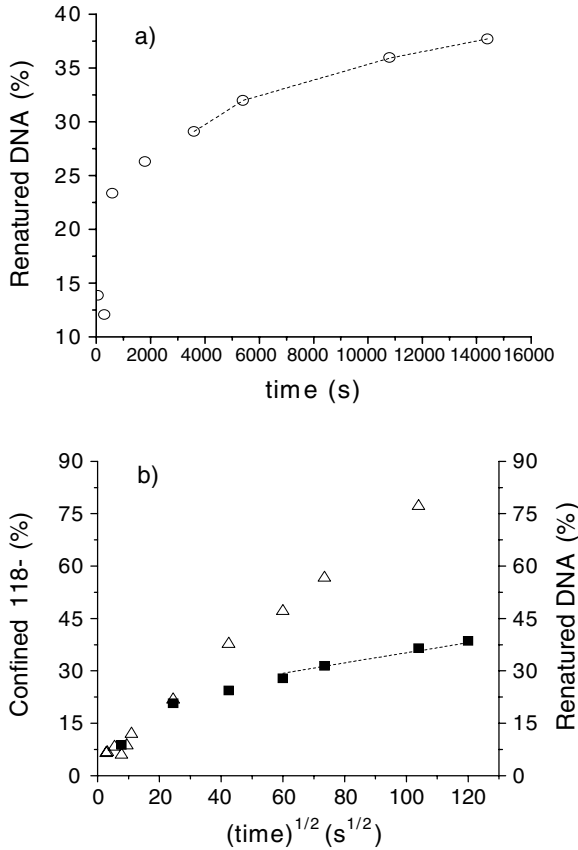 a)
Renatured DNA (%)
40
35
30
25
20
15
10
0 2000 4000 6000 8000 10000 12000 14000 16000
time (s)
b)
Confined 118- (%)
90
75
60
45
30
15
0
Renatured DNA (%)
90
75
60
45
30
15
0
0 20 40 60 80 100 120
(time)^1/2 (s^1/2)